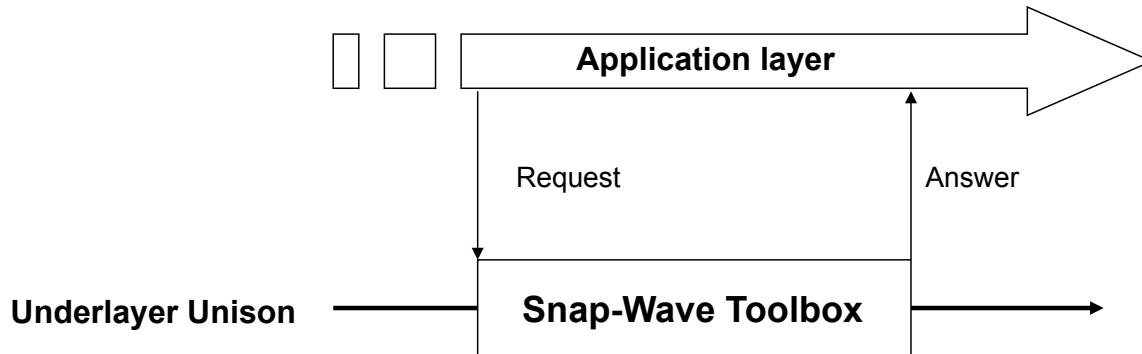 Application layer
Request
Answer
Underlayer Unison
Snap-Wave Toolbox